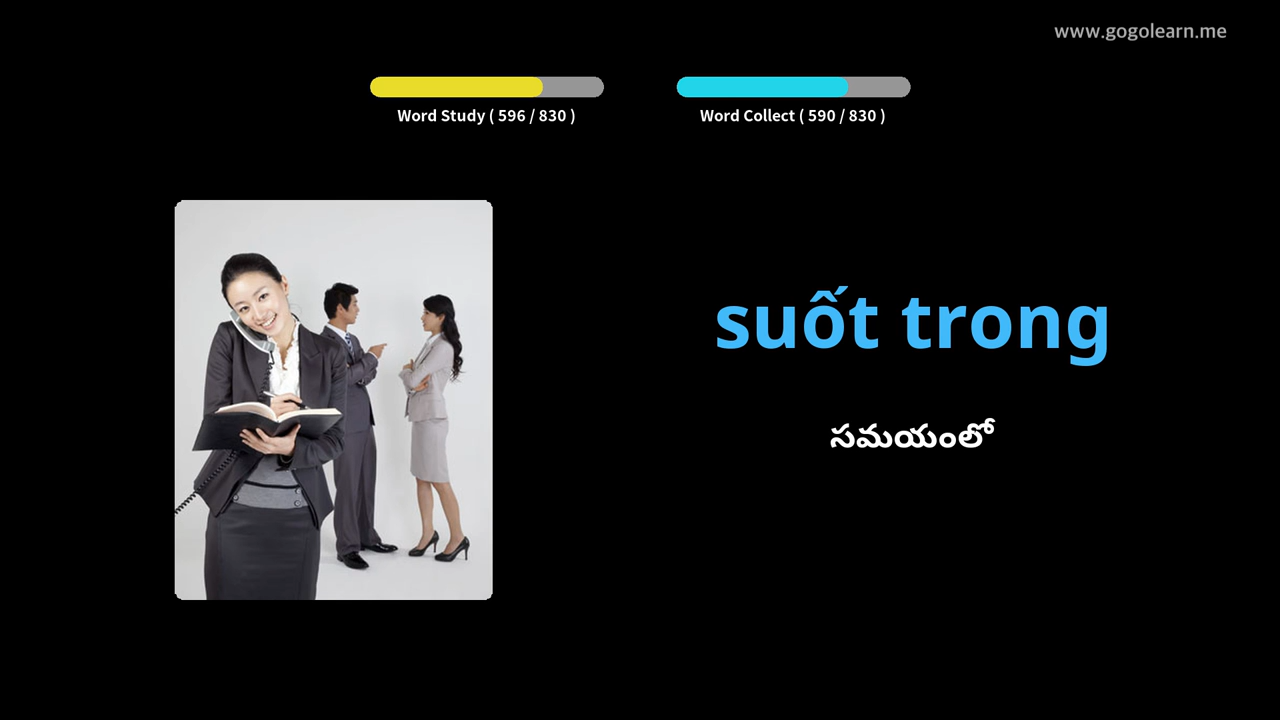 www.gogolearn.me
Word Study ( 596 / 830 )
Word Collect ( 590 / 830 )
suốt trong
సమయంలో